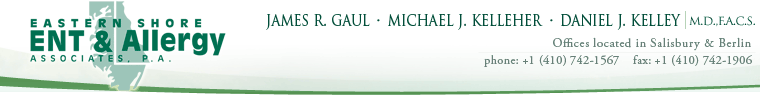 EASTERN SHORE
ENT & Allergy
ASSOCIATES, P.A.
JAMES R. GAUL · MICHAEL J. KELLEHER · DANIEL J. KELLEY | M.D.,F.A.C.S.
Offices located in Salisbury & Berlin
phone: +1 (410) 742-1567 fax: +1 (410) 742-1906